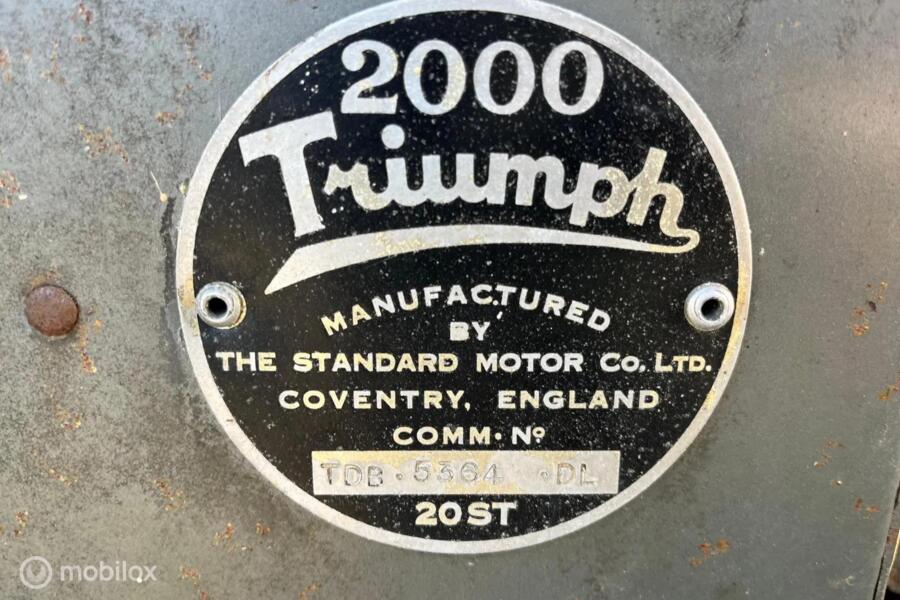 2000
Triumph
MANUFACTURED
BY
THE STANDARD MOTOR Co. LTD.
COVENTRY, ENGLAND
COMM. Nº
TDB · 5364 · DL
20ST
mobilox